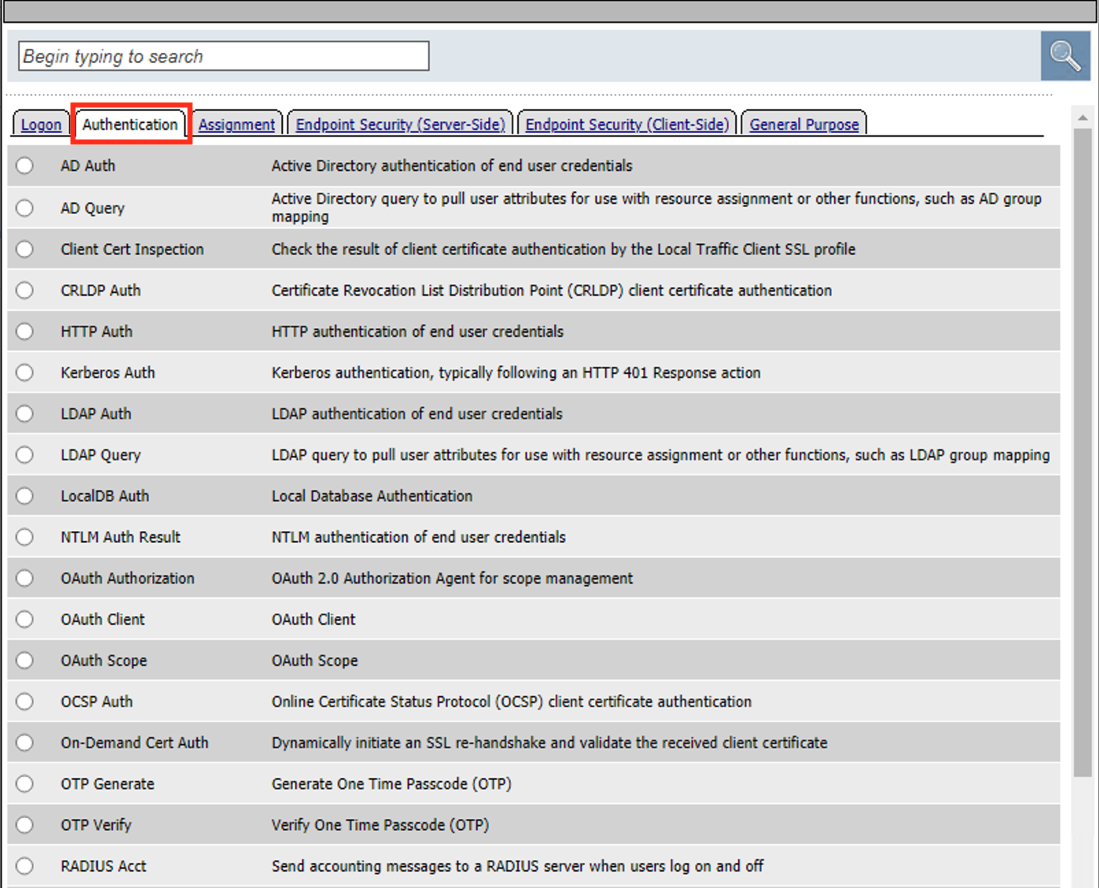 Begin typing to search
Logon Authentication Assignment Endpoint Security (Server-Side) Endpoint Security (Client-Side) General Purpose
AD Auth Active Directory authentication of end user credentials
AD Query Active Directory query to pull user attributes for use with resource assignment or other functions, such as AD group
mapping
Client Cert Inspection Check the result of client certificate authentication by the Local Traffic Client SSL profile
CRLDP Auth Certificate Revocation List Distribution Point (CRLDP) client certificate authentication
HTTP Auth HTTP authentication of end user credentials
Kerberos Auth Kerberos authentication, typically following an HTTP 401 Response action
LDAP Auth LDAP authentication of end user credentials
LDAP Query LDAP query to pull user attributes for use with resource assignment or other functions, such as LDAP group mapping
LocalDB Auth Local Database Authentication
NTLM Auth Result NTLM authentication of end user credentials
OAuth Authorization OAuth 2.0 Authorization Agent for scope management
OAuth Client OAuth Client
OAuth Scope OAuth Scope
OCSP Auth Online Certificate Status Protocol (OCSP) client certificate authentication
On-Demand Cert Auth Dynamically initiate an SSL re-handshake and validate the received client certificate
OTP Generate Generate One Time Passcode (OTP)
OTP Verify Verify One Time Passcode (OTP)
RADIUS Acct Send accounting messages to a RADIUS server when users log on and off